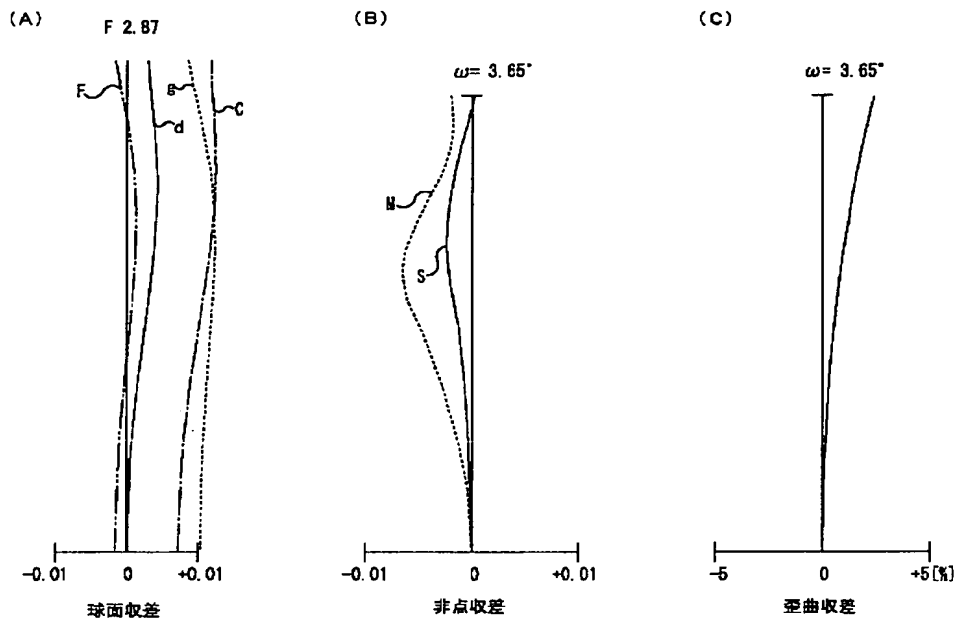 (A)
F 2.87
F
g
C
d
-0.01
0
+0.01
球面収差
(B)
ω= 3.65°
M
S
-0.01
0
+0.01
非点収差
(C)
ω= 3.65°
-5
0
+5[%]
歪曲収差